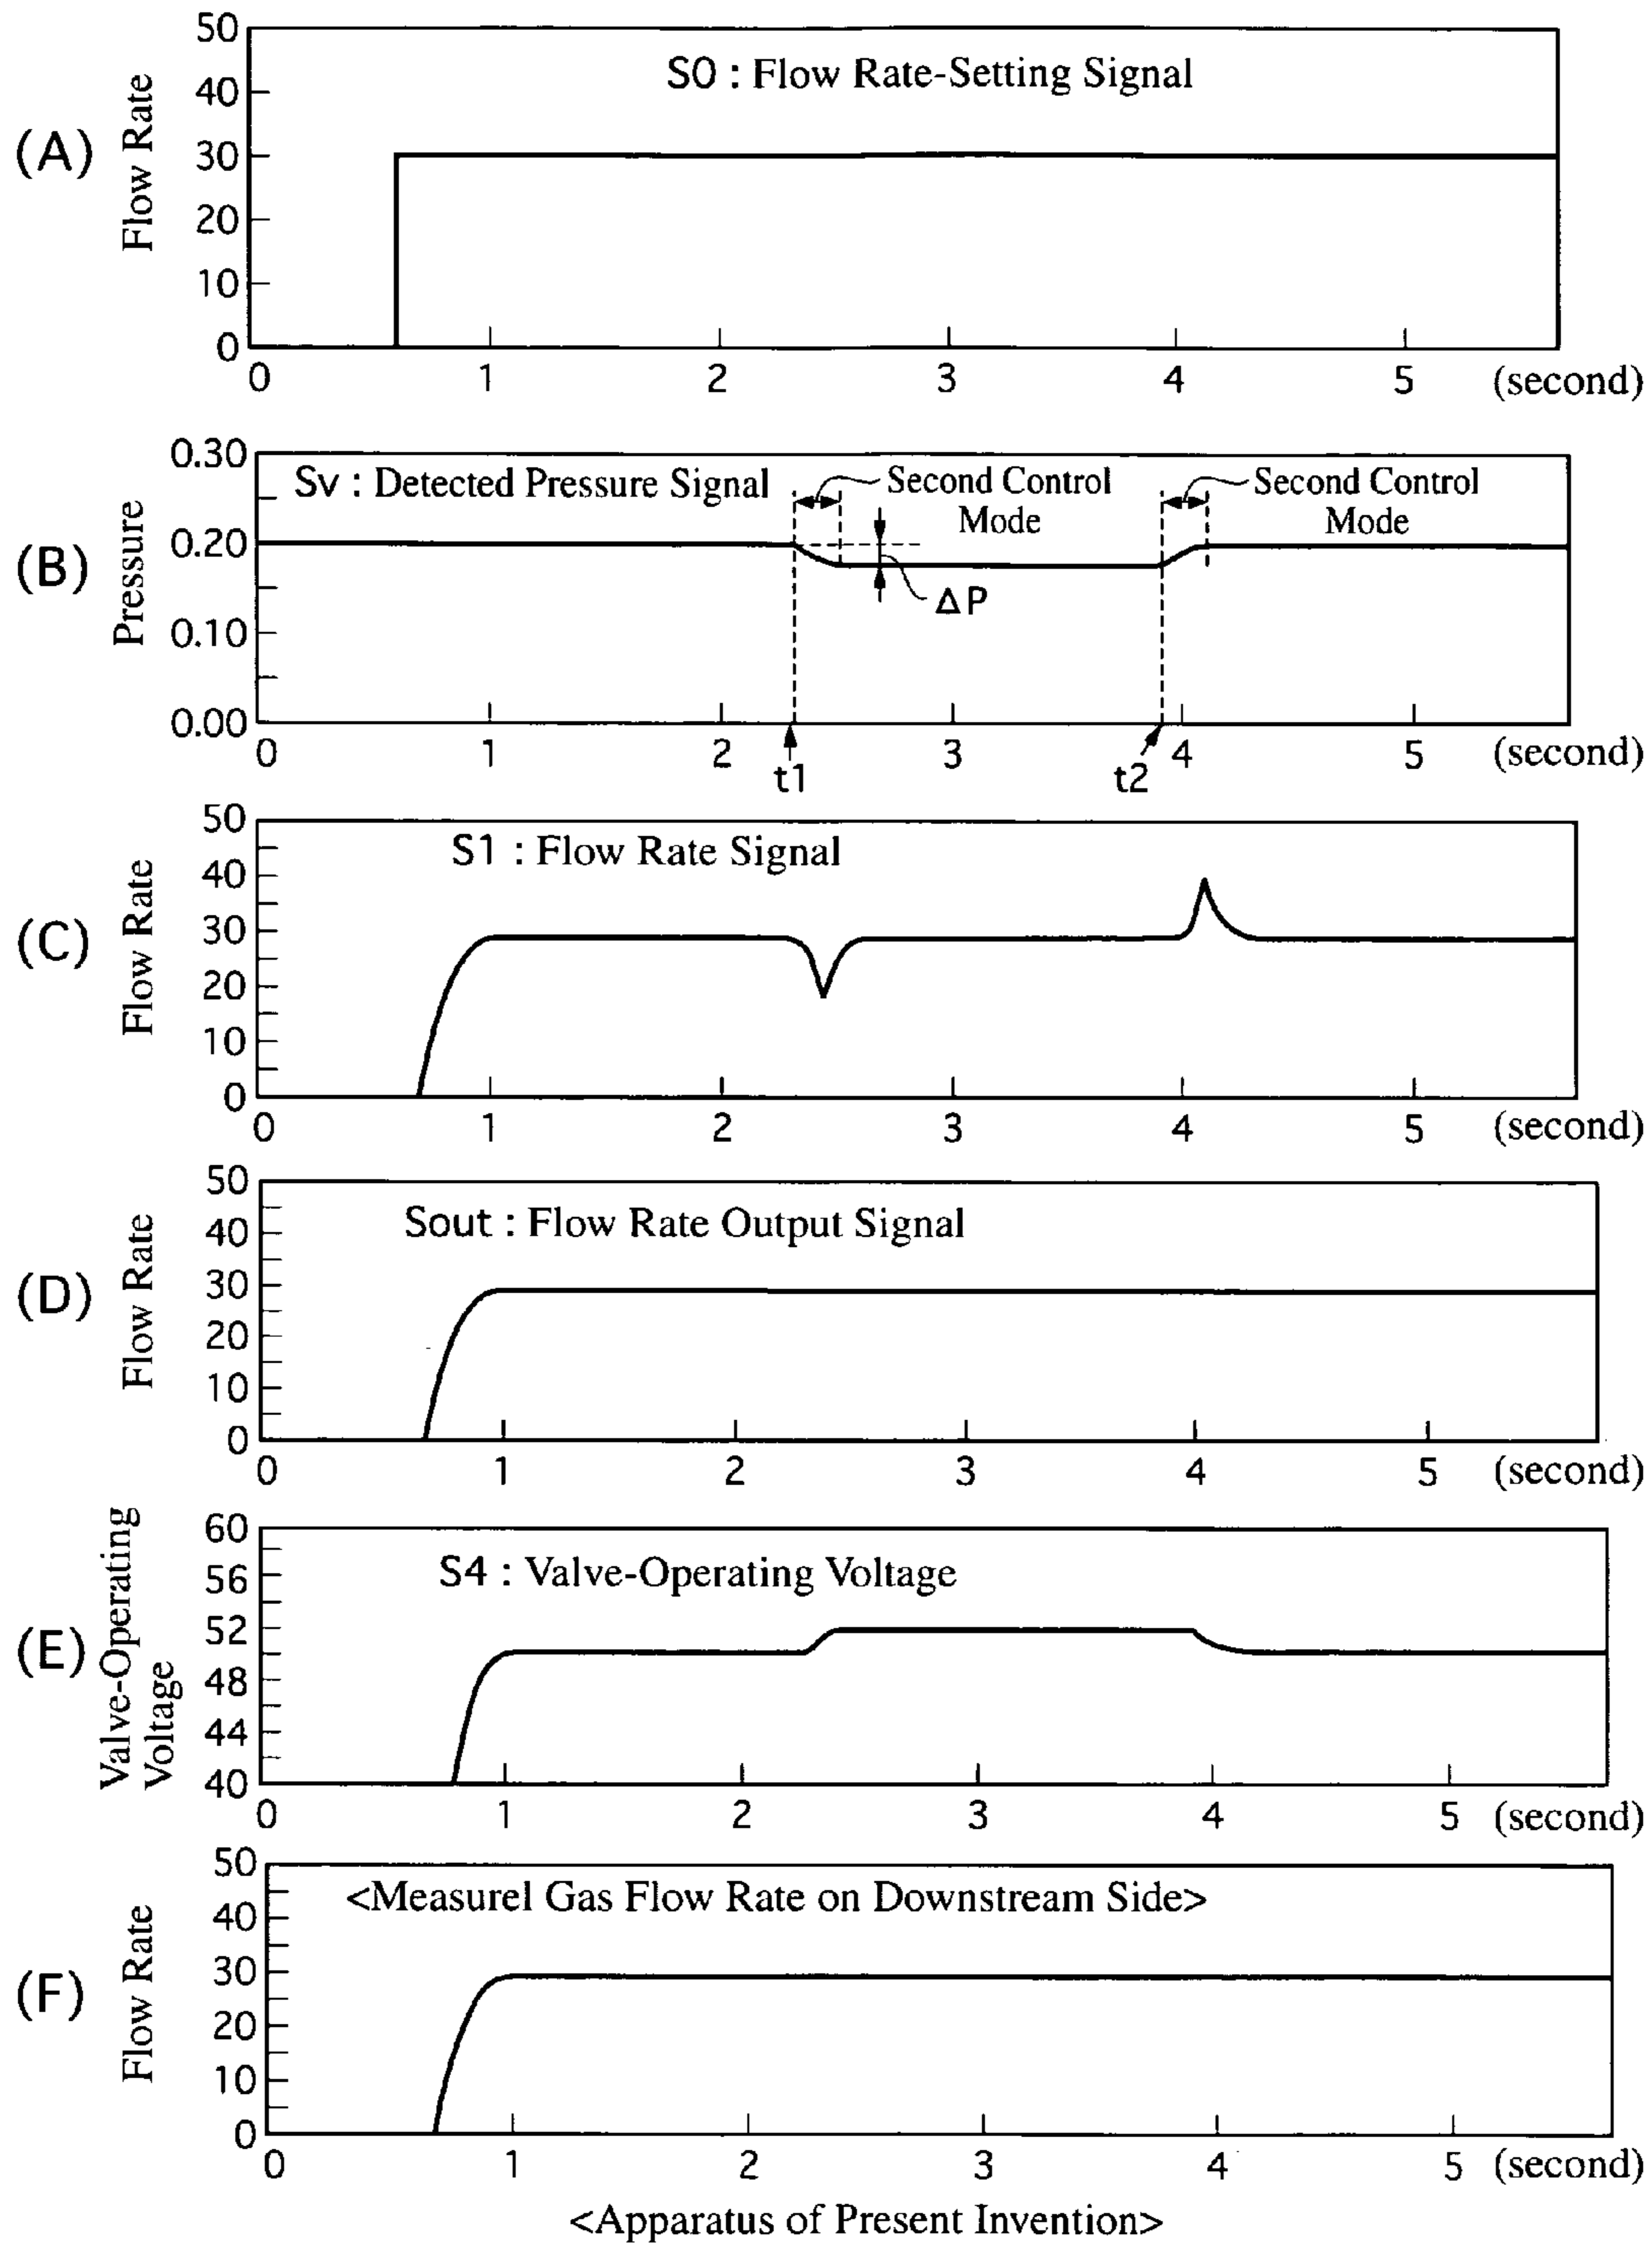 (A)
Flow Rate
S0 : Flow Rate-Setting Signal
50
40
30
20
10
0
0 1 2 3 4 5 (second)
(B)
Pressure
Sv : Detected Pressure Signal
Second Control
Mode
Second Control
Mode
0.30
0.20
0.10
0.00
ΔP
0 1 2 3 4 5 (second)
t1
t2
(C)
Flow Rate
S1 : Flow Rate Signal
50
40
30
20
10
0
0 1 2 3 4 5 (second)
(D)
Flow Rate
Sout : Flow Rate Output Signal
50
40
30
20
10
0
0 1 2 3 4 5 (second)
(E)
Valve-Operating
Voltage
S4 : Valve-Operating Voltage
60
56
52
48
44
40
0 1 2 3 4 5 (second)
(F)
Flow Rate
<Measurel Gas Flow Rate on Downstream Side>
50
40
30
20
10
0
0 1 2 3 4 5 (second)
<Apparatus of Present Invention>